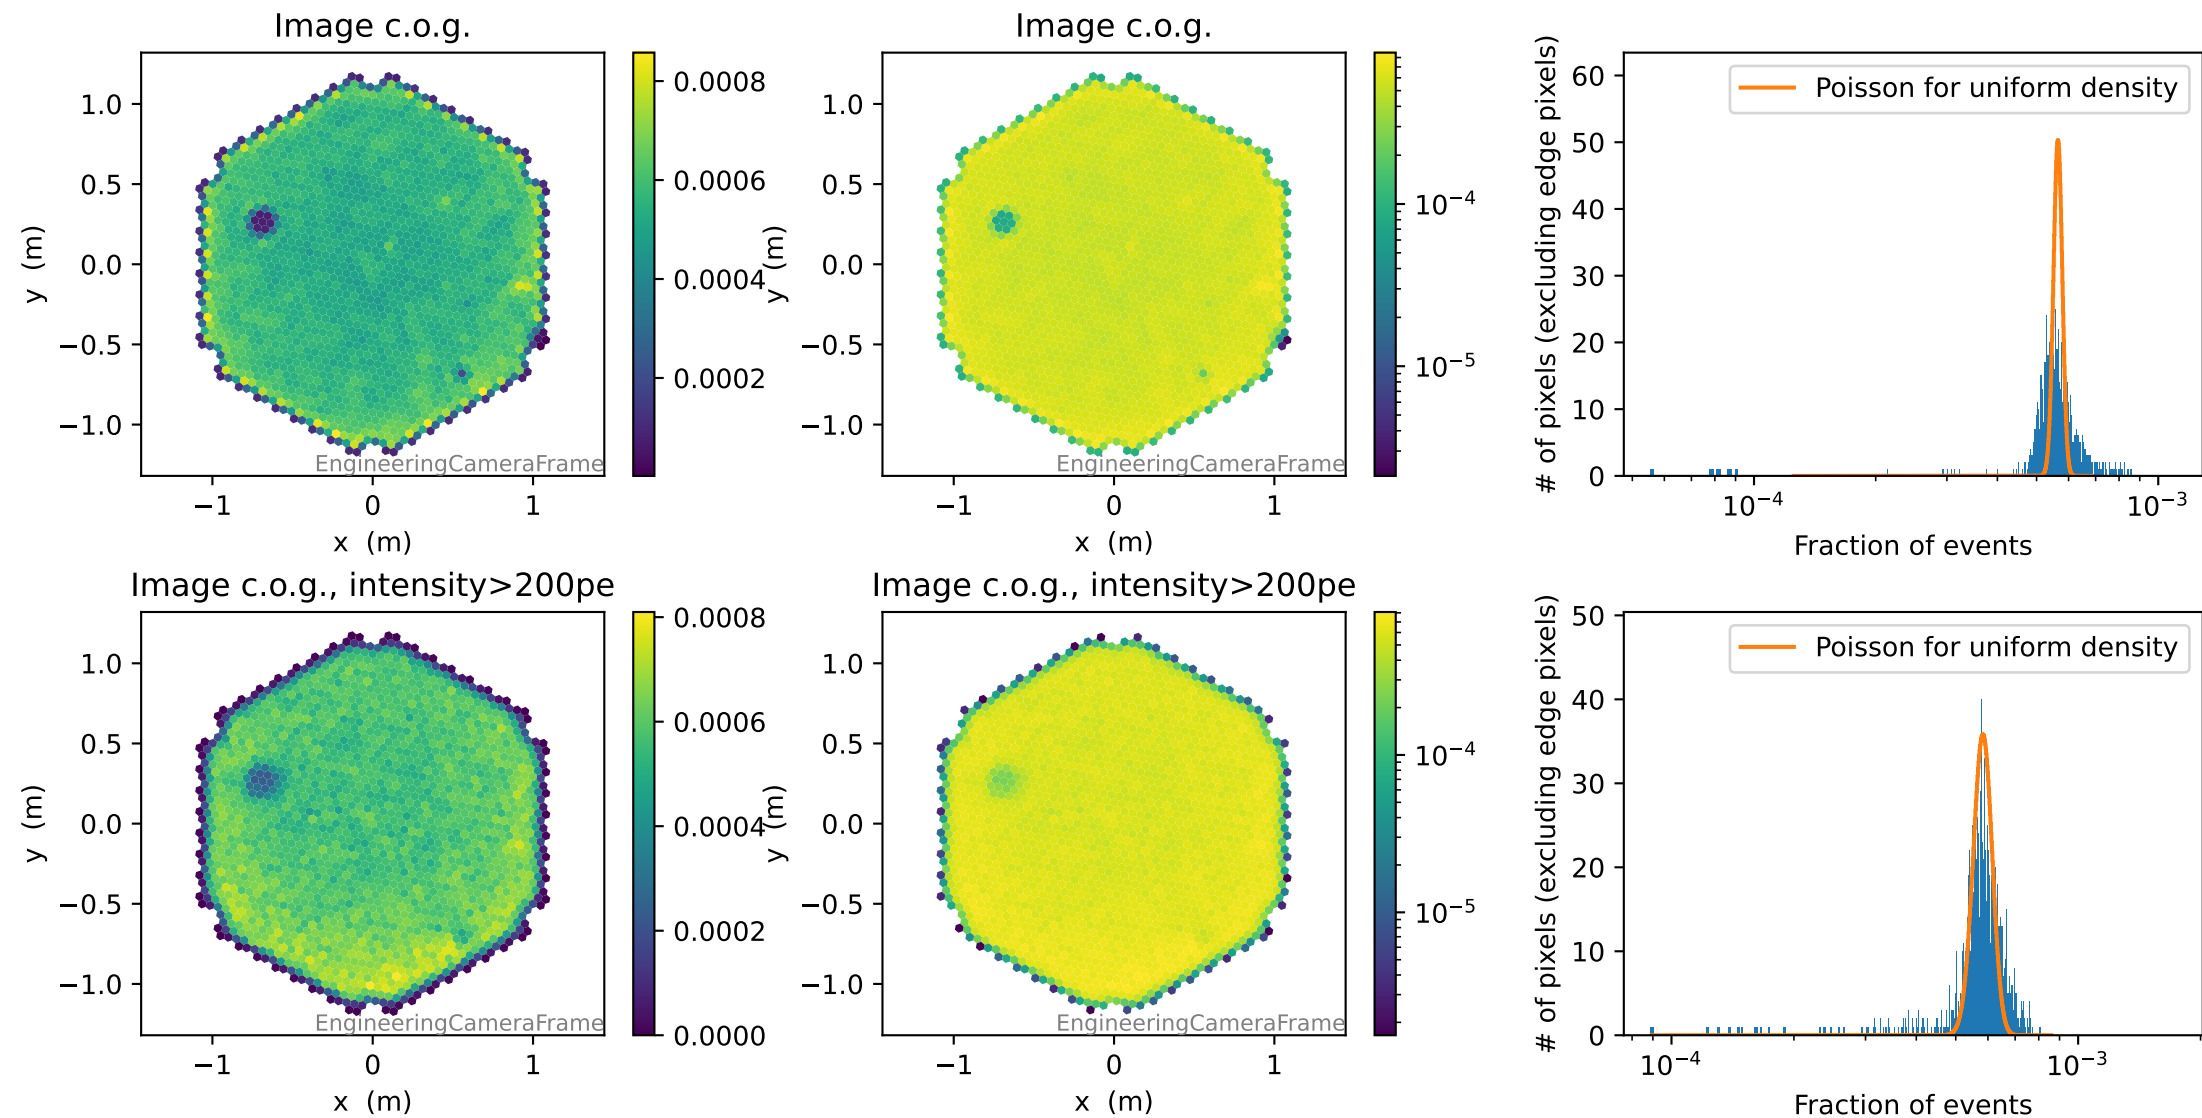 Image c.o.g.
1.0
0.5
0.0
−0.5
−1.0
y (m)
−1
0
1
x (m)
EngineeringCameraFrame
0.0008
0.0006
0.0004
0.0002
Image c.o.g.
1.0
0.5
0.0
−0.5
−1.0
y (m)
−1
0
1
x (m)
EngineeringCameraFrame
10⁻⁴
10⁻⁵
Poisson for uniform density
60
50
40
30
20
10
0
# of pixels (excluding edge pixels)
10⁻⁴
10⁻³
Fraction of events
Image c.o.g., intensity>200pe
1.0
0.5
0.0
−0.5
−1.0
y (m)
−1
0
1
x (m)
EngineeringCameraFrame
0.0008
0.0006
0.0004
0.0002
0.0000
Image c.o.g., intensity>200pe
1.0
0.5
0.0
−0.5
−1.0
y (m)
−1
0
1
x (m)
EngineeringCameraFrame
10⁻⁴
10⁻⁵
Poisson for uniform density
50
40
30
20
10
0
# of pixels (excluding edge pixels)
10⁻⁴
10⁻³
Fraction of events